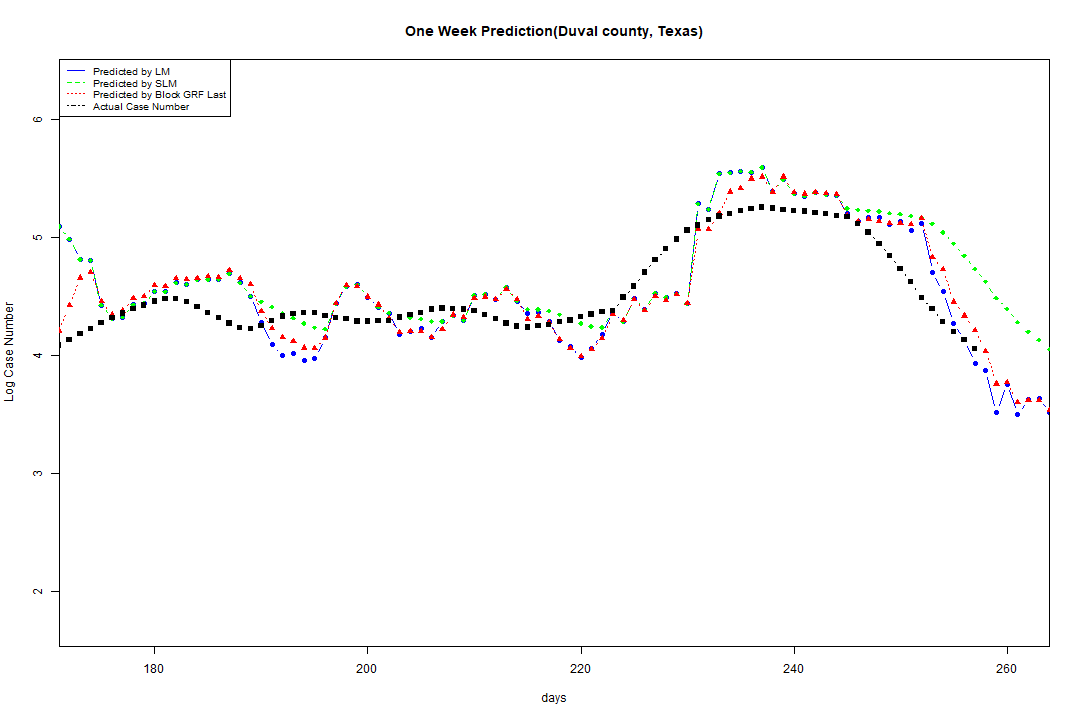 One Week Prediction(Duval county, Texas)
Predicted by LM
Predicted by SLM
Predicted by Block GRF Last
Actual Case Number
6
5
4
3
2
Log Case Number
180 200 220 240 260
days